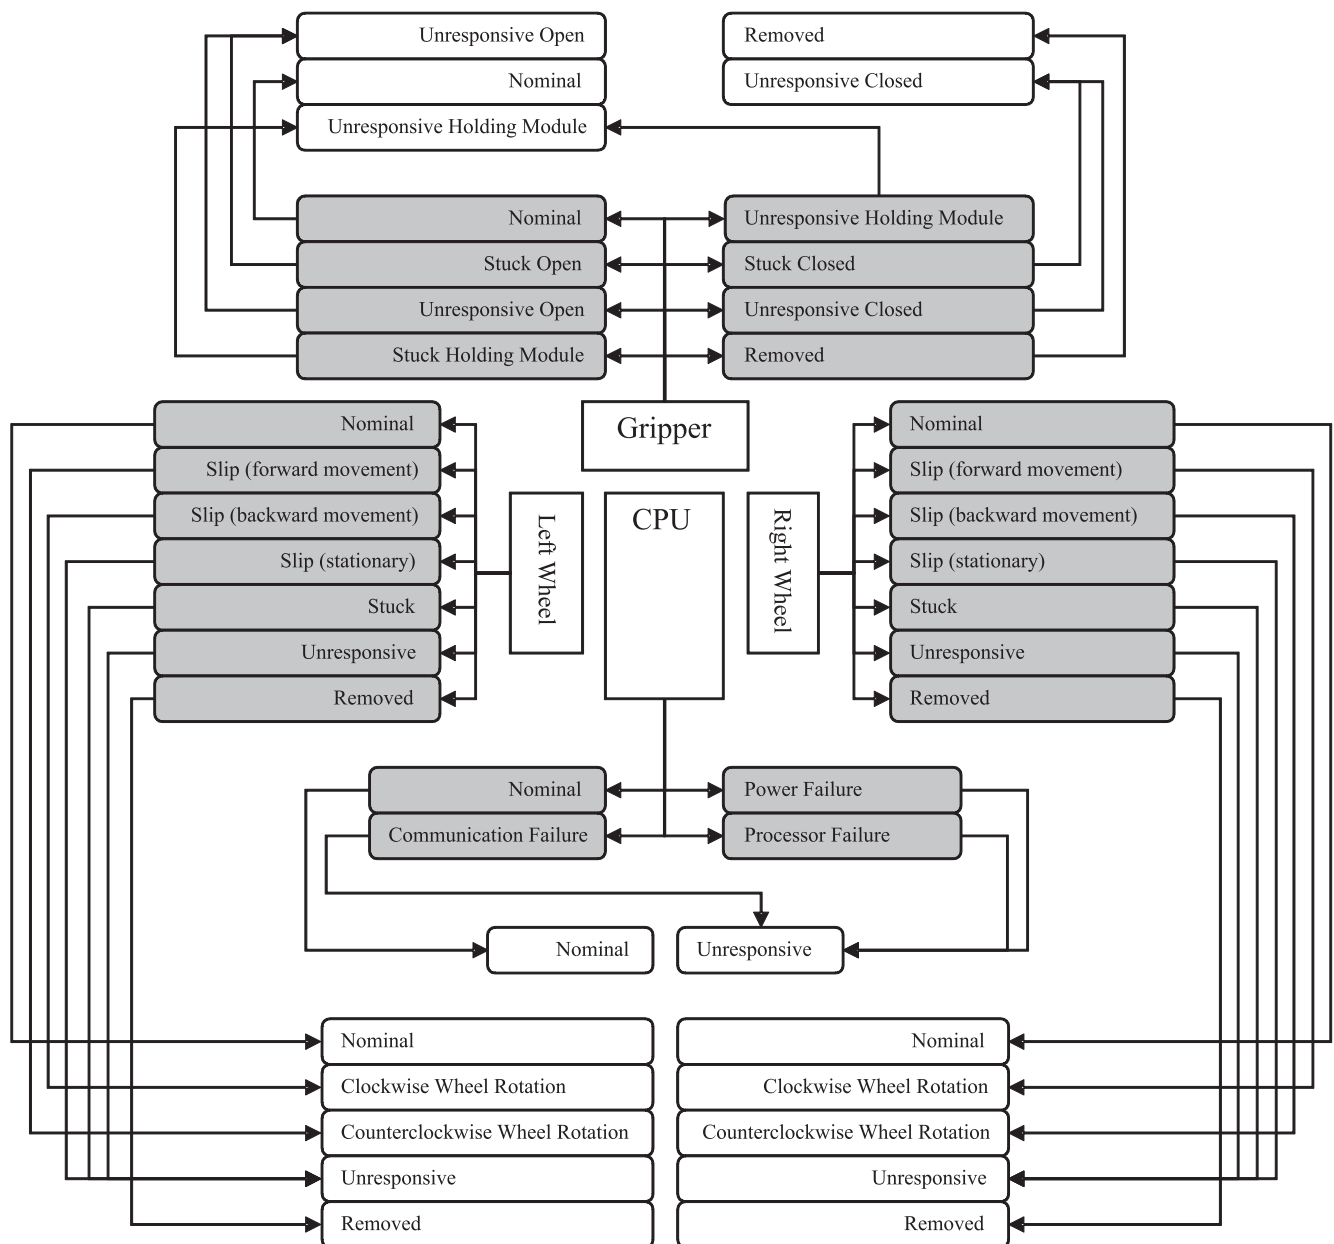 Unresponsive Open
Removed
Nominal
Unresponsive Closed
Unresponsive Holding Module
Nominal
Unresponsive Holding Module
Stuck Open
Stuck Closed
Unresponsive Open
Unresponsive Closed
Stuck Holding Module
Removed
Gripper
Nominal
Slip (forward movement)
Slip (backward movement)
Slip (stationary)
Stuck
Unresponsive
Removed
Left Wheel
CPU
Right Wheel
Nominal
Slip (forward movement)
Slip (backward movement)
Slip (stationary)
Stuck
Unresponsive
Removed
Nominal
Power Failure
Communication Failure
Processor Failure
Nominal
Unresponsive
Nominal
Clockwise Wheel Rotation
Counterclockwise Wheel Rotation
Unresponsive
Removed
Nominal
Clockwise Wheel Rotation
Counterclockwise Wheel Rotation
Unresponsive
Removed